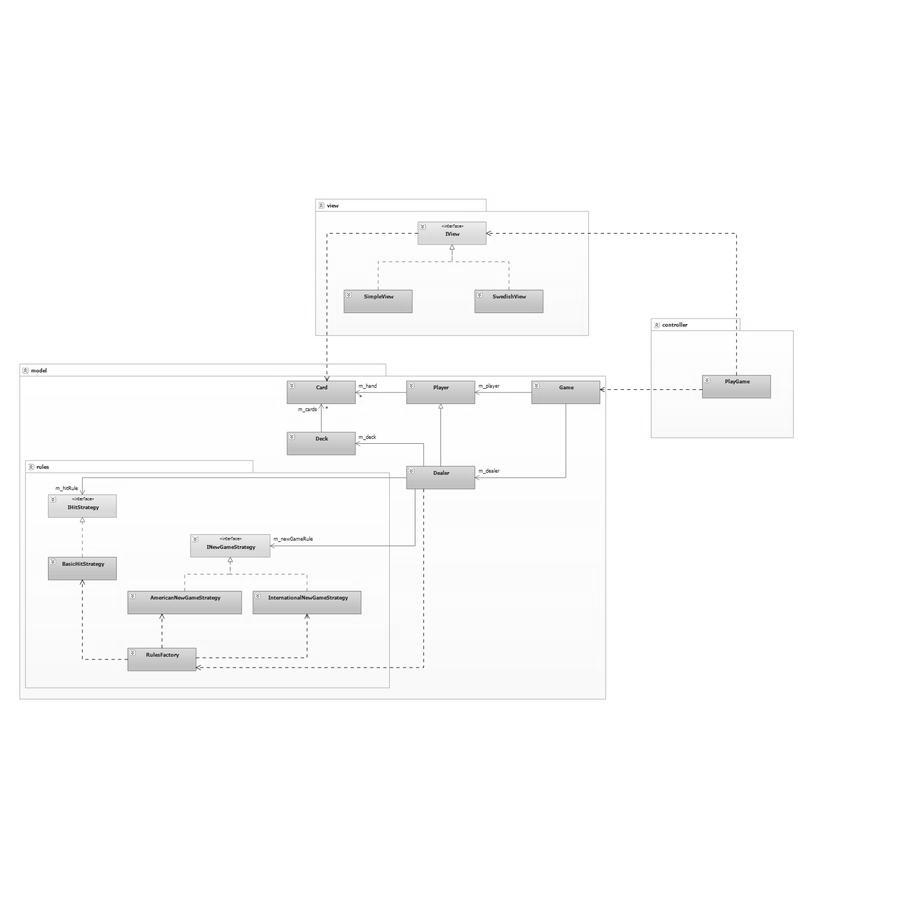 view
«interface»
IView
SimpleView
SwedishView
controller
PlayGame
model
Card
m_hand
*
Player
m_player
Game
m_cards
*
Deck
m_deck
Dealer
m_dealer
rules
m_hitRule
«interface»
IHitStrategy
«interface»
INewGameStrategy
m_newGameRule
BasicHitStrategy
AmericanNewGameStrategy
InternationalNewGameStrategy
RulesFactory